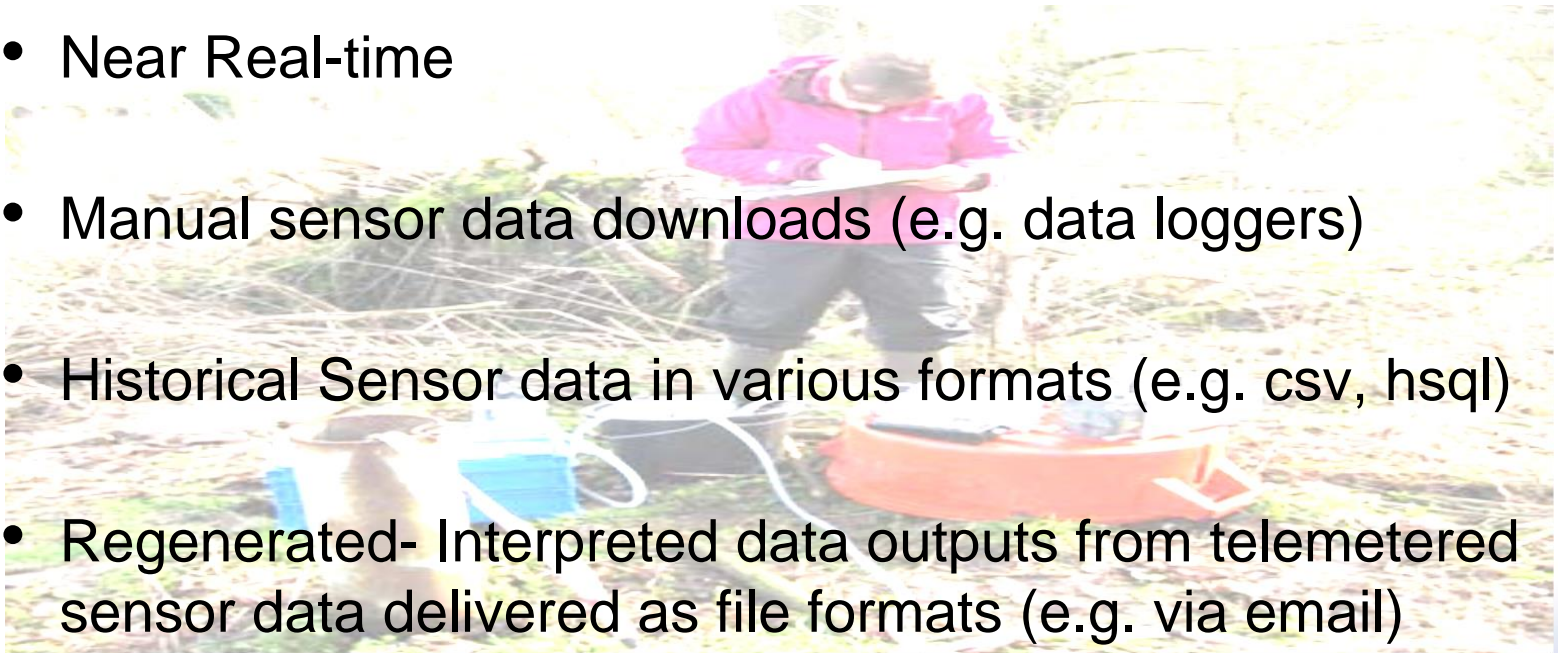 • Near Real-time
• Manual sensor data downloads (e.g. data loggers)
• Historical Sensor data in various formats (e.g. csv, hsql)
• Regenerated- Interpreted data outputs from telemetered
sensor data delivered as file formats (e.g. via email)